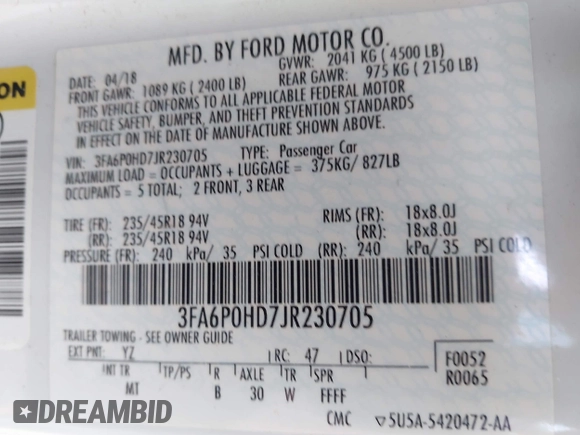 ON
MFD. BY FORD MOTOR CO.
DATE: 04/18 GVWR: 2041 KG ( 4500 LB)
FRONT GAWR: 1089 KG ( 2400 LB) REAR GAWR: 975 KG ( 2150 LB)
THIS VEHICLE CONFORMS TO ALL APPLICABLE FEDERAL MOTOR
VEHICLE SAFETY, BUMPER, AND THEFT PREVENTION STANDARDS
IN EFFECT ON THE DATE OF MANUFACTURE SHOWN ABOVE.
VIN: 3FA6P0HD7JR230705 TYPE: Passenger Car
MAXIMUM LOAD = OCCUPANTS + LUGGAGE = 375KG/ 827LB
OCCUPANTS = 5 TOTAL; 2 FRONT, 3 REAR
TIRE (FR): 235/45R18 94V RIMS (FR): 18x8.0J
(RR): 235/45R18 94V (RR): 18x8.0J
PRESSURE (FR): 240 kPa/ 35 PSI COLD (RR): 240 kPa/ 35 PSI COLD
3FA6P0HD7JR230705
TRAILER TOWING - SEE OWNER GUIDE
EXT PNT: YZ RC: 47 DSO: F0052
INT TR TP/PS R AXLE TR SPR R0065
MT B 30 W FFFF
CMC 5U5A-5420472-AA
DREAMBID